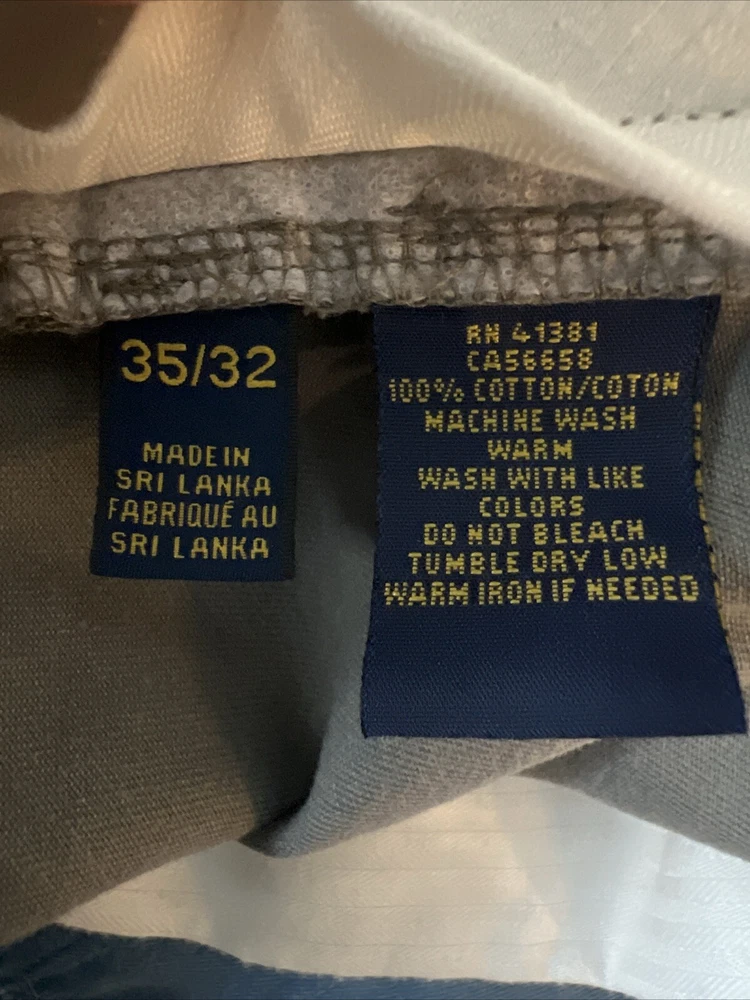 35/32
MADE IN
SRI LANKA
FABRIQUÉ AU
SRI LANKA
RN 41381
CA56658
100% COTTON/COTON
MACHINE WASH
WARM
WASH WITH LIKE
COLORS
DO NOT BLEACH
TUMBLE DRY LOW
WARM IRON IF NEEDED